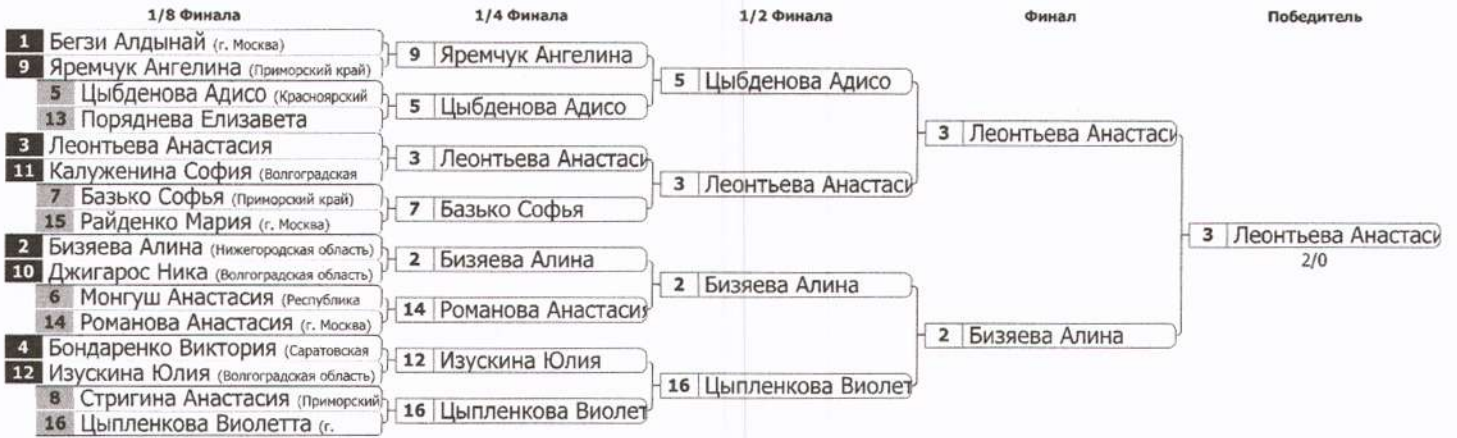 1/8 Финала 1/4 Финала 1/2 Финала Финал Победитель
1 Бегзи Алдынай (г. Москва)
9 Яремчук Ангелина (Приморский край)
5 Цыбденова Адисо (Красноярский
13 Поряднева Елизавета
3 Леонтьева Анастасия
11 Калуженина София (Волгоградская
7 Базько Софья (Приморский край)
15 Райденко Мария (г. Москва)
2 Бизяева Алина (Нижегородская область)
10 Джигарос Ника (Волгоградская область)
6 Монгуш Анастасия (Республика
14 Романова Анастасия (г. Москва)
4 Бондаренко Виктория (Саратовская
12 Изускина Юлия (Волгоградская область)
8 Стригина Анастасия (Приморский
16 Цыпленкова Виолетта (г.
9 Яремчук Ангелина
5 Цыбденова Адисо
3 Леонтьева Анастаси
7 Базько Софья
2 Бизяева Алина
14 Романова Анастасия
12 Изускина Юлия
16 Цыпленкова Виолет
5 Цыбденова Адисо
3 Леонтьева Анастаси
2 Бизяева Алина
16 Цыпленкова Виолет
3 Леонтьева Анастаси
2 Бизяева Алина
3 Леонтьева Анастаси
2/0